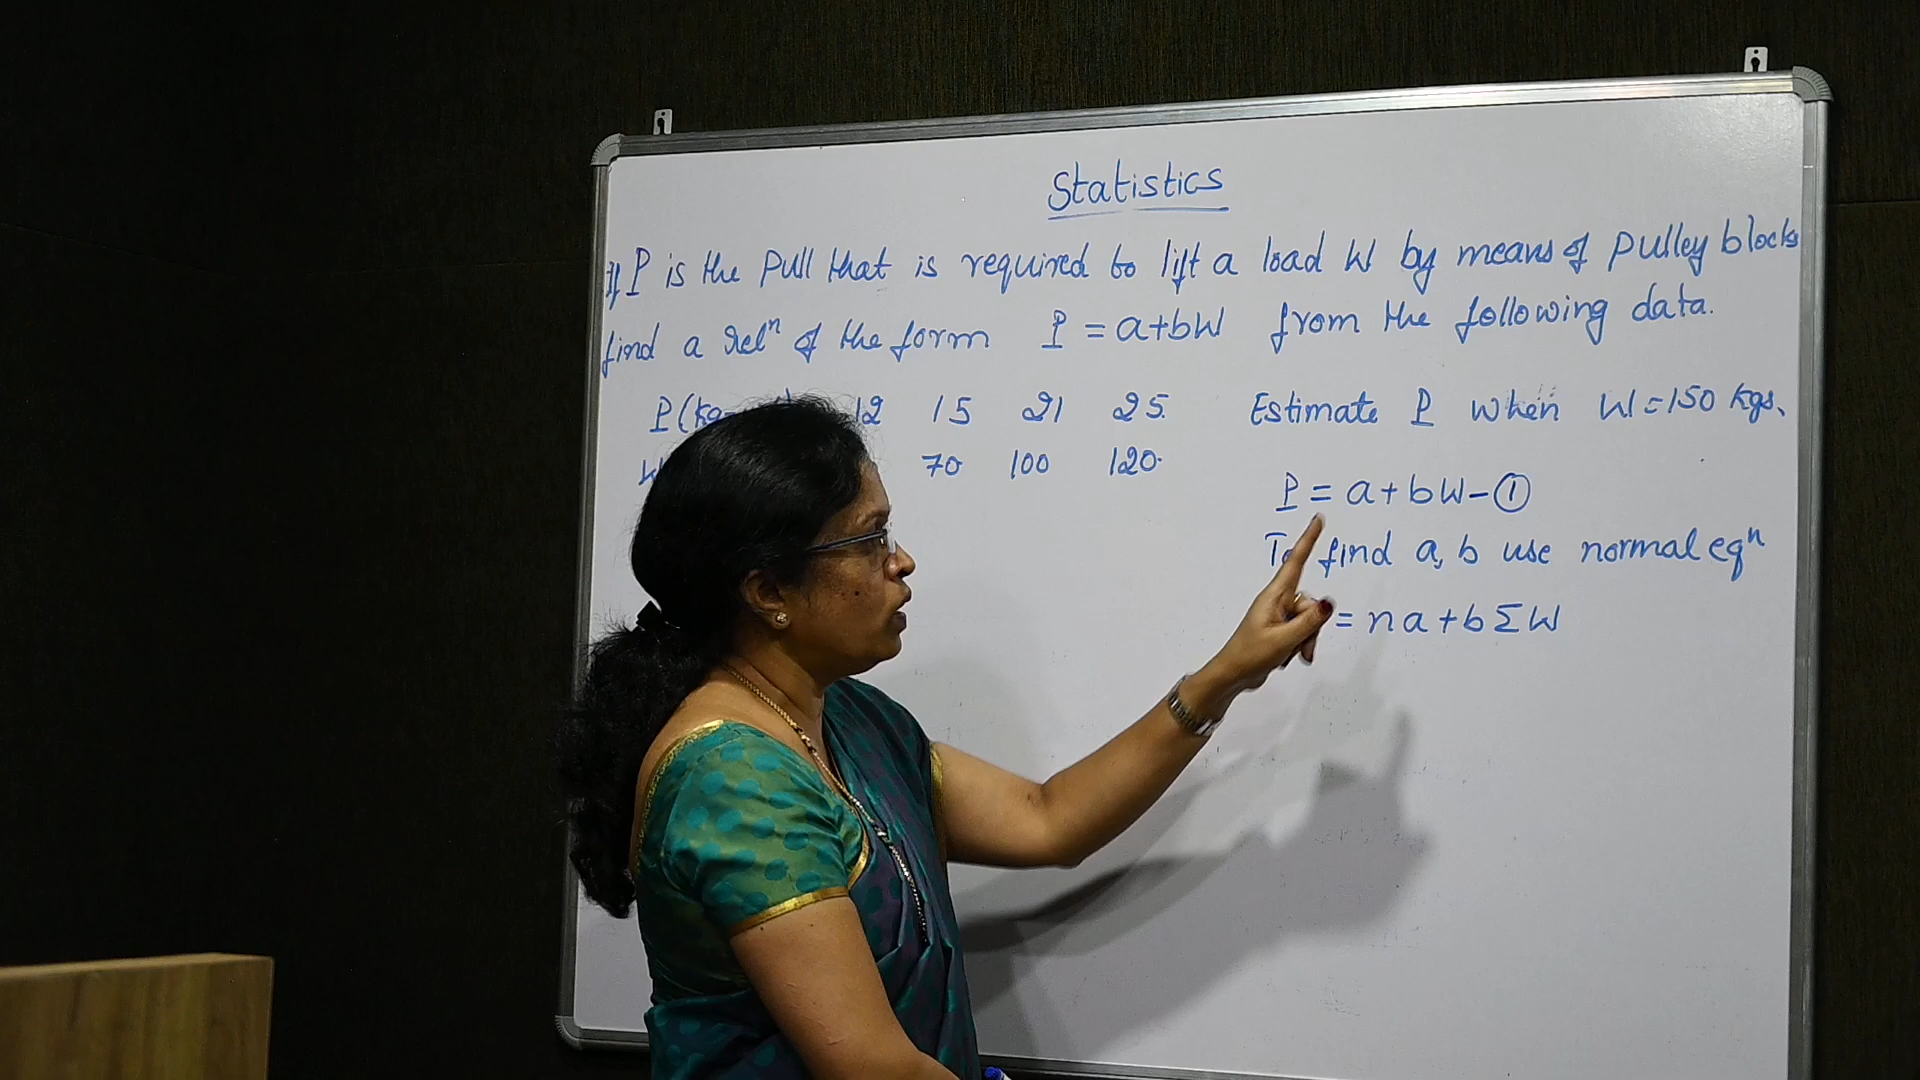 Statistics
If P is the pull that is required to lift a load W by means of pulley blocks
find a relⁿ of the form P = a+bW from the following data.
P(kg 12 15 21 25. Estimate P when W=150 kgs.
W 70 100 120.
P = a+bW-①
To find a, b use normal eqⁿ
= na+bΣW